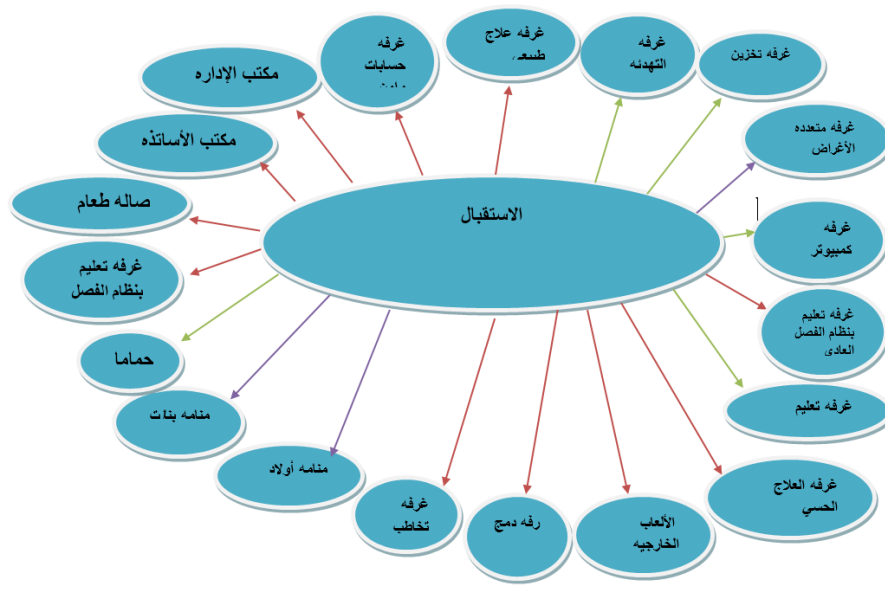 الاستقبال
غرفه تخزين
غرفه
التهدئه
غرفه علاج
غرفه
حسابات
مكتب الإداره
مكتب الأساتذه
صاله طعام
غرفه تعليم
بنظام الفصل
حماما
منامه بنات
منامه أولاد
غرفه
تخاطب
رفه دمج
الألعاب
الخارجيه
غرفه العلاج
الحسي
غرفه تعليم
غرفه تعليم
بنظام الفصل
العادي
غرفه
كمبيوتر
غرفه متعدده
الأغراض